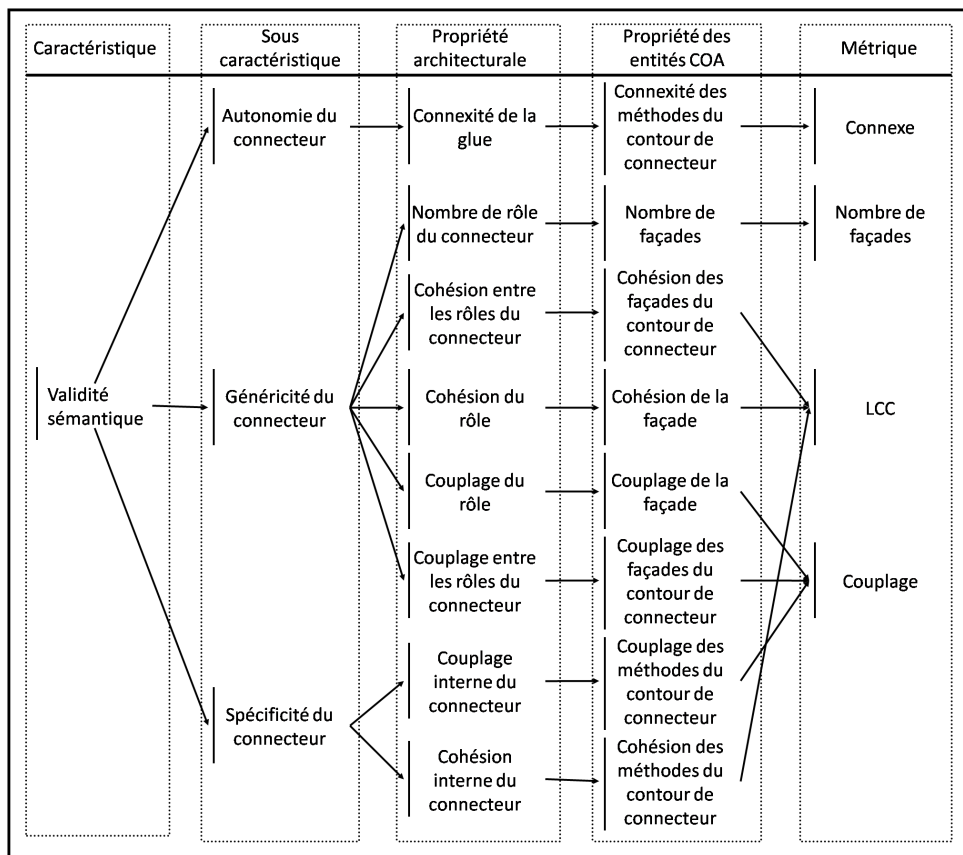 Caractéristique
Sous
caractéristique
Propriété
architecturale
Propriété des
entités COA
Métrique
Autonomie du
connecteur
Connexité de la
glue
Connexité des
méthodes du
contour de
connecteur
Connexe
Nombre de rôle
du connecteur
Nombre de
façades
Nombre de
façades
Cohésion entre
les rôles du
connecteur
Cohésion des
façades du
contour de
connecteur
Validité
sémantique
Généricité du
connecteur
Cohésion du
rôle
Cohésion de la
façade
LCC
Couplage du
rôle
Couplage de la
façade
Couplage entre
les rôles du
connecteur
Couplage des
façades du
contour de
connecteur
Couplage
Spécificité du
connecteur
Couplage
interne du
connecteur
Couplage des
méthodes du
contour de
connecteur
Cohésion
interne du
connecteur
Cohésion des
méthodes du
contour de
connecteur